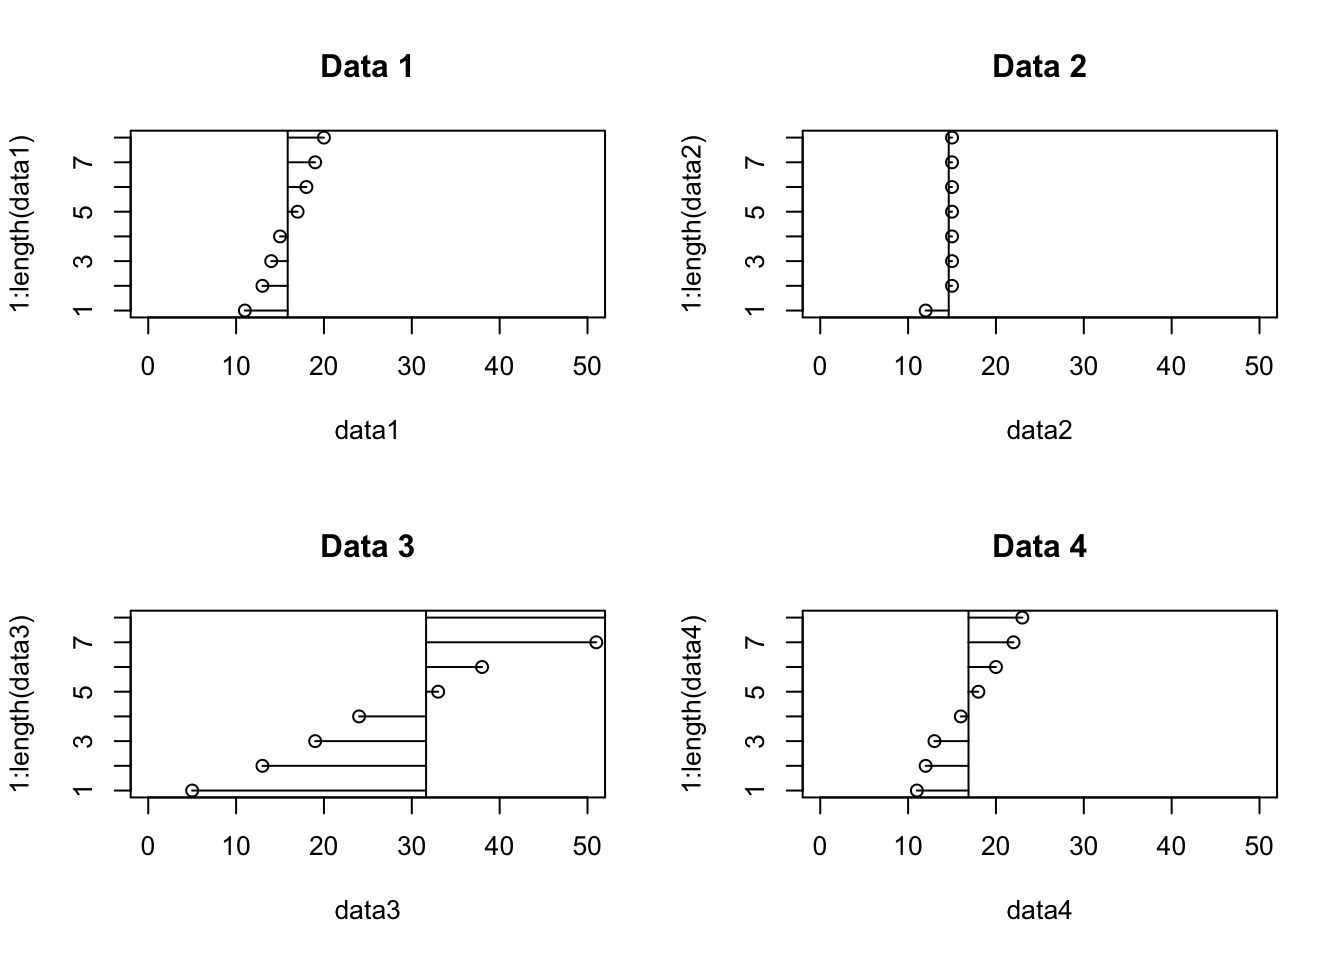 Data 1
1:length(data1)
7
5
3
1
0 10 20 30 40 50
data1
Data 2
1:length(data2)
7
5
3
1
0 10 20 30 40 50
data2
Data 3
1:length(data3)
7
5
3
1
0 10 20 30 40 50
data3
Data 4
1:length(data4)
7
5
3
1
0 10 20 30 40 50
data4